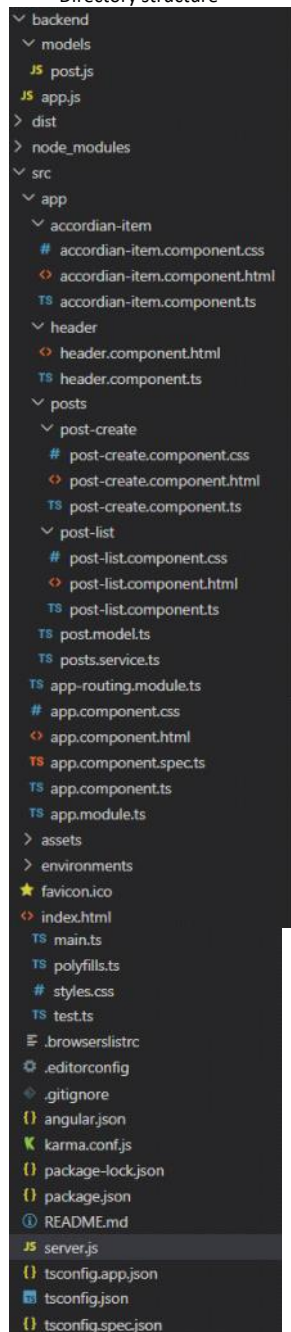 Directory structure
backend
models
JS post.js
JS app.js
dist
node_modules
src
app
accordian-item
# accordian-item.component.css
<> accordian-item.component.html
TS accordian-item.component.ts
header
<> header.component.html
TS header.component.ts
posts
post-create
# post-create.component.css
<> post-create.component.html
TS post-create.component.ts
post-list
# post-list.component.css
<> post-list.component.html
TS post-list.component.ts
TS post.model.ts
TS posts.service.ts
TS app-routing.module.ts
# app.component.css
<> app.component.html
TS app.component.spec.ts
TS app.component.ts
TS app.module.ts
assets
environments
favicon.ico
<> index.html
TS main.ts
TS polyfills.ts
# styles.css
TS test.ts
.browserslistrc
.editorconfig
.gitignore
{} angular.json
K karma.conf.js
{} package-lock.json
{} package.json
README.md
JS server.js
{} tsconfig.app.json
TS tsconfig.json
{} tsconfig.spec.json